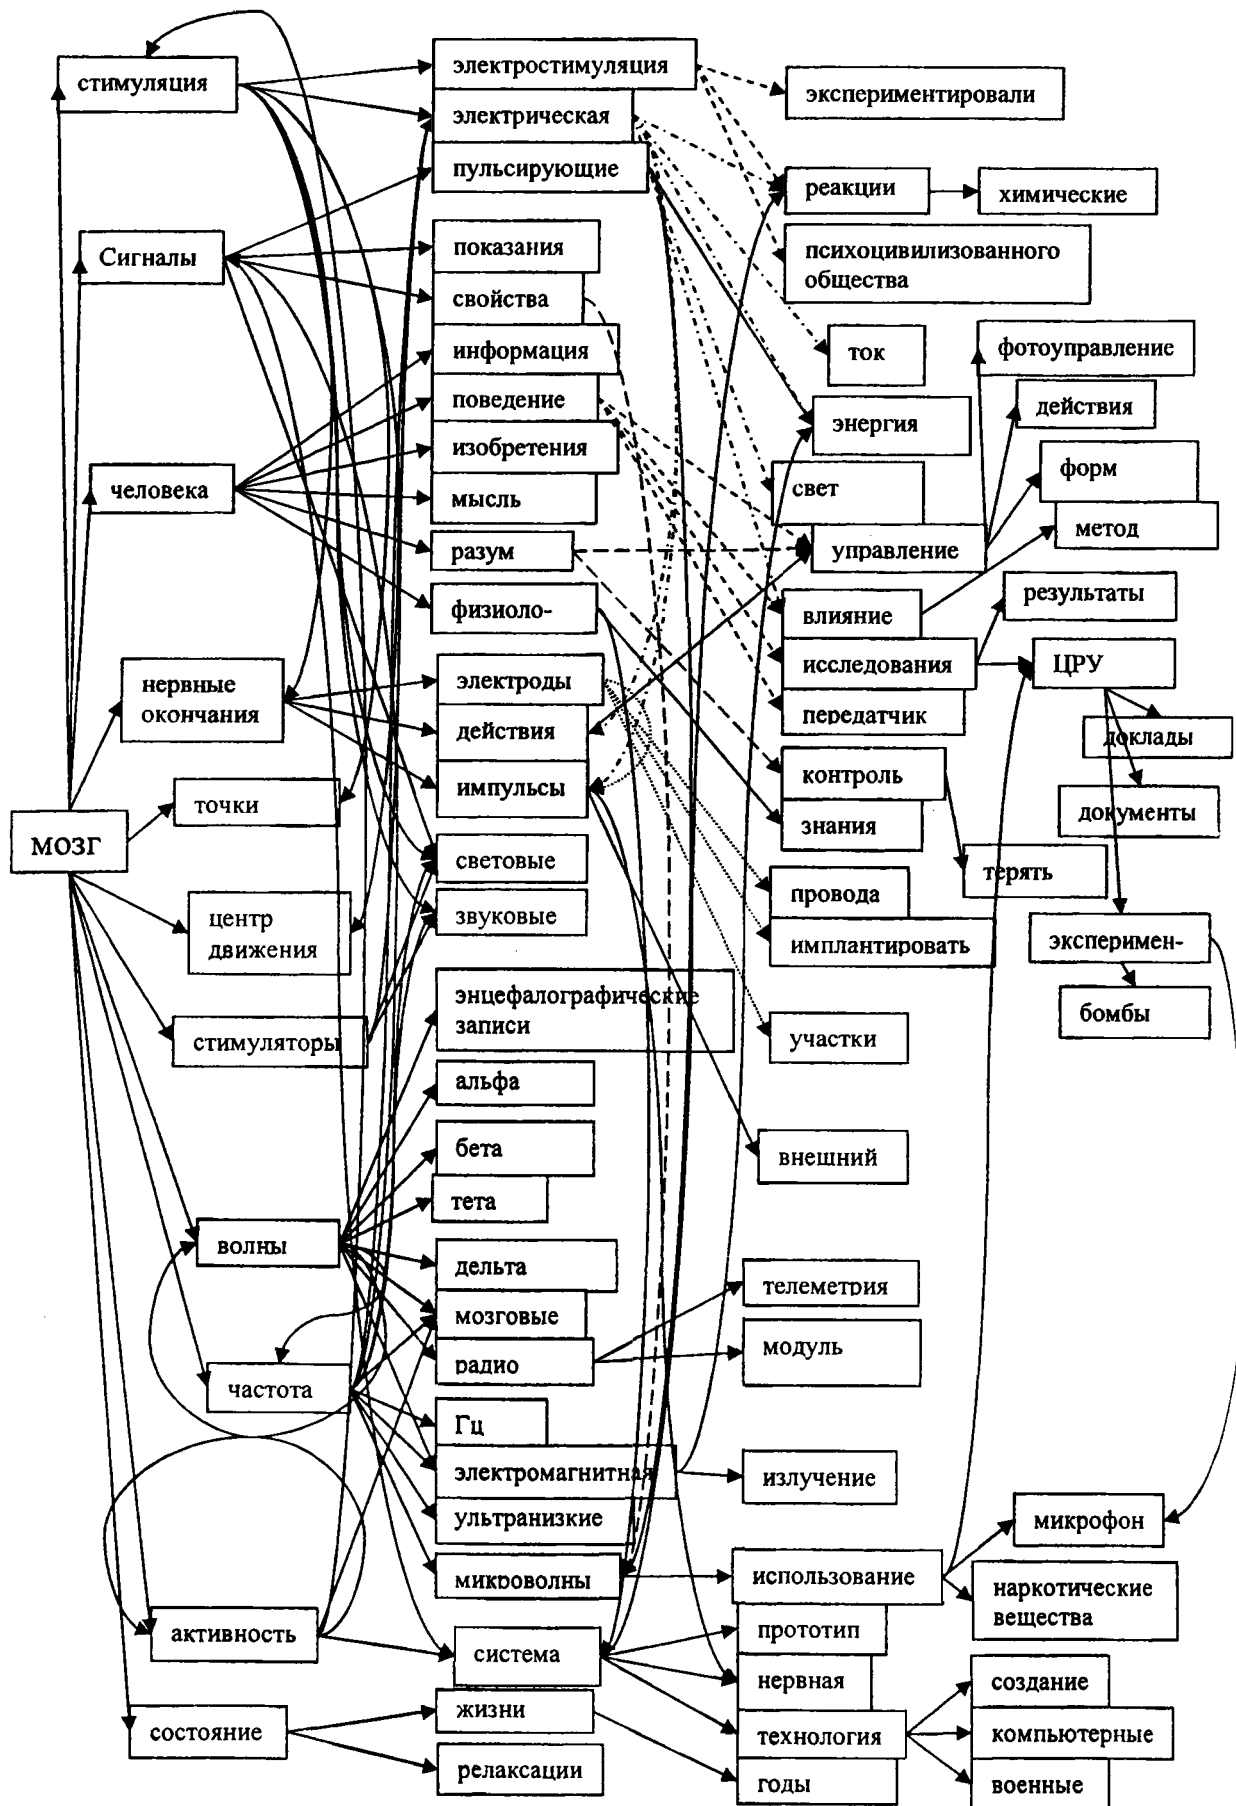 стимуляция
Сигналы
человека
нервные
окончания
точки
МОЗГ
центр
движения
стимуляторы
волны
частота
активность
состояние
электростимуляция
электрическая
пульсирующие
показания
свойства
информация
поведение
изобретения
мысль
разум
физиоло-
электроды
действия
импульсы
световые
звуковые
энцефалографические
записи
альфа
бета
тета
дельта
мозговые
радио
Гц
электромагнитная
ультранизкие
микроволны
система
жизни
релаксации
экспериментировали
реакции
химические
психоцивилизованного
общества
ток
энергия
свет
управление
влияние
исследования
передатчик
контроль
знания
провода
имплантировать
участки
внешний
телеметрия
модуль
излучение
использование
прототип
нервная
технология
годы
фотоуправление
действия
форм
метод
результаты
ЦРУ
доклады
документы
терять
эксперимен-
бомбы
микрофон
наркотические
вещества
создание
компьютерные
военные